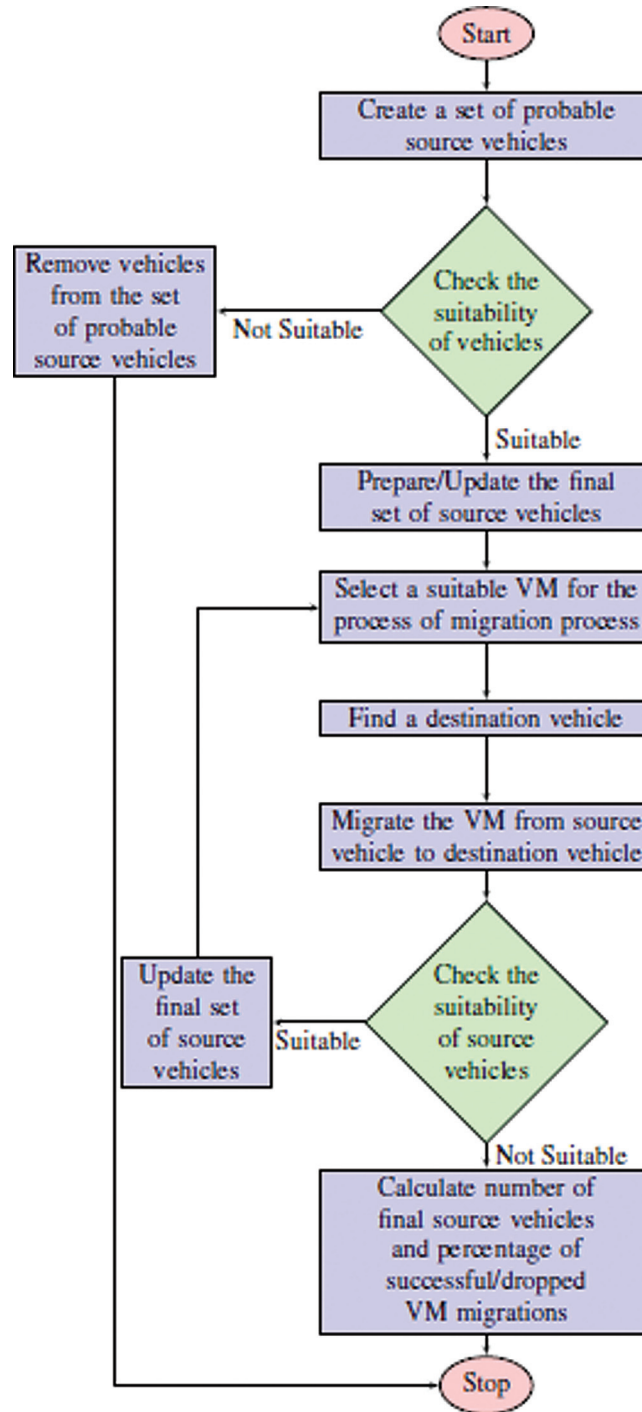 Start
Create a set of probable
source vehicles
Remove vehicles
from the set
of probable
source vehicles
Check the
suitability
of vehicles
Not Suitable
Suitable
Prepare/Update the final
set of source vehicles
Select a suitable VM for the
process of migration process
Find a destination vehicle
Migrate the VM from source
vehicle to destination vehicle
Update the
final set
of source
vehicles
Check the
suitability
of source
vehicles
Suitable
Not Suitable
Calculate number of
final source vehicles
and percentage of
successful/dropped
VM migrations
Stop